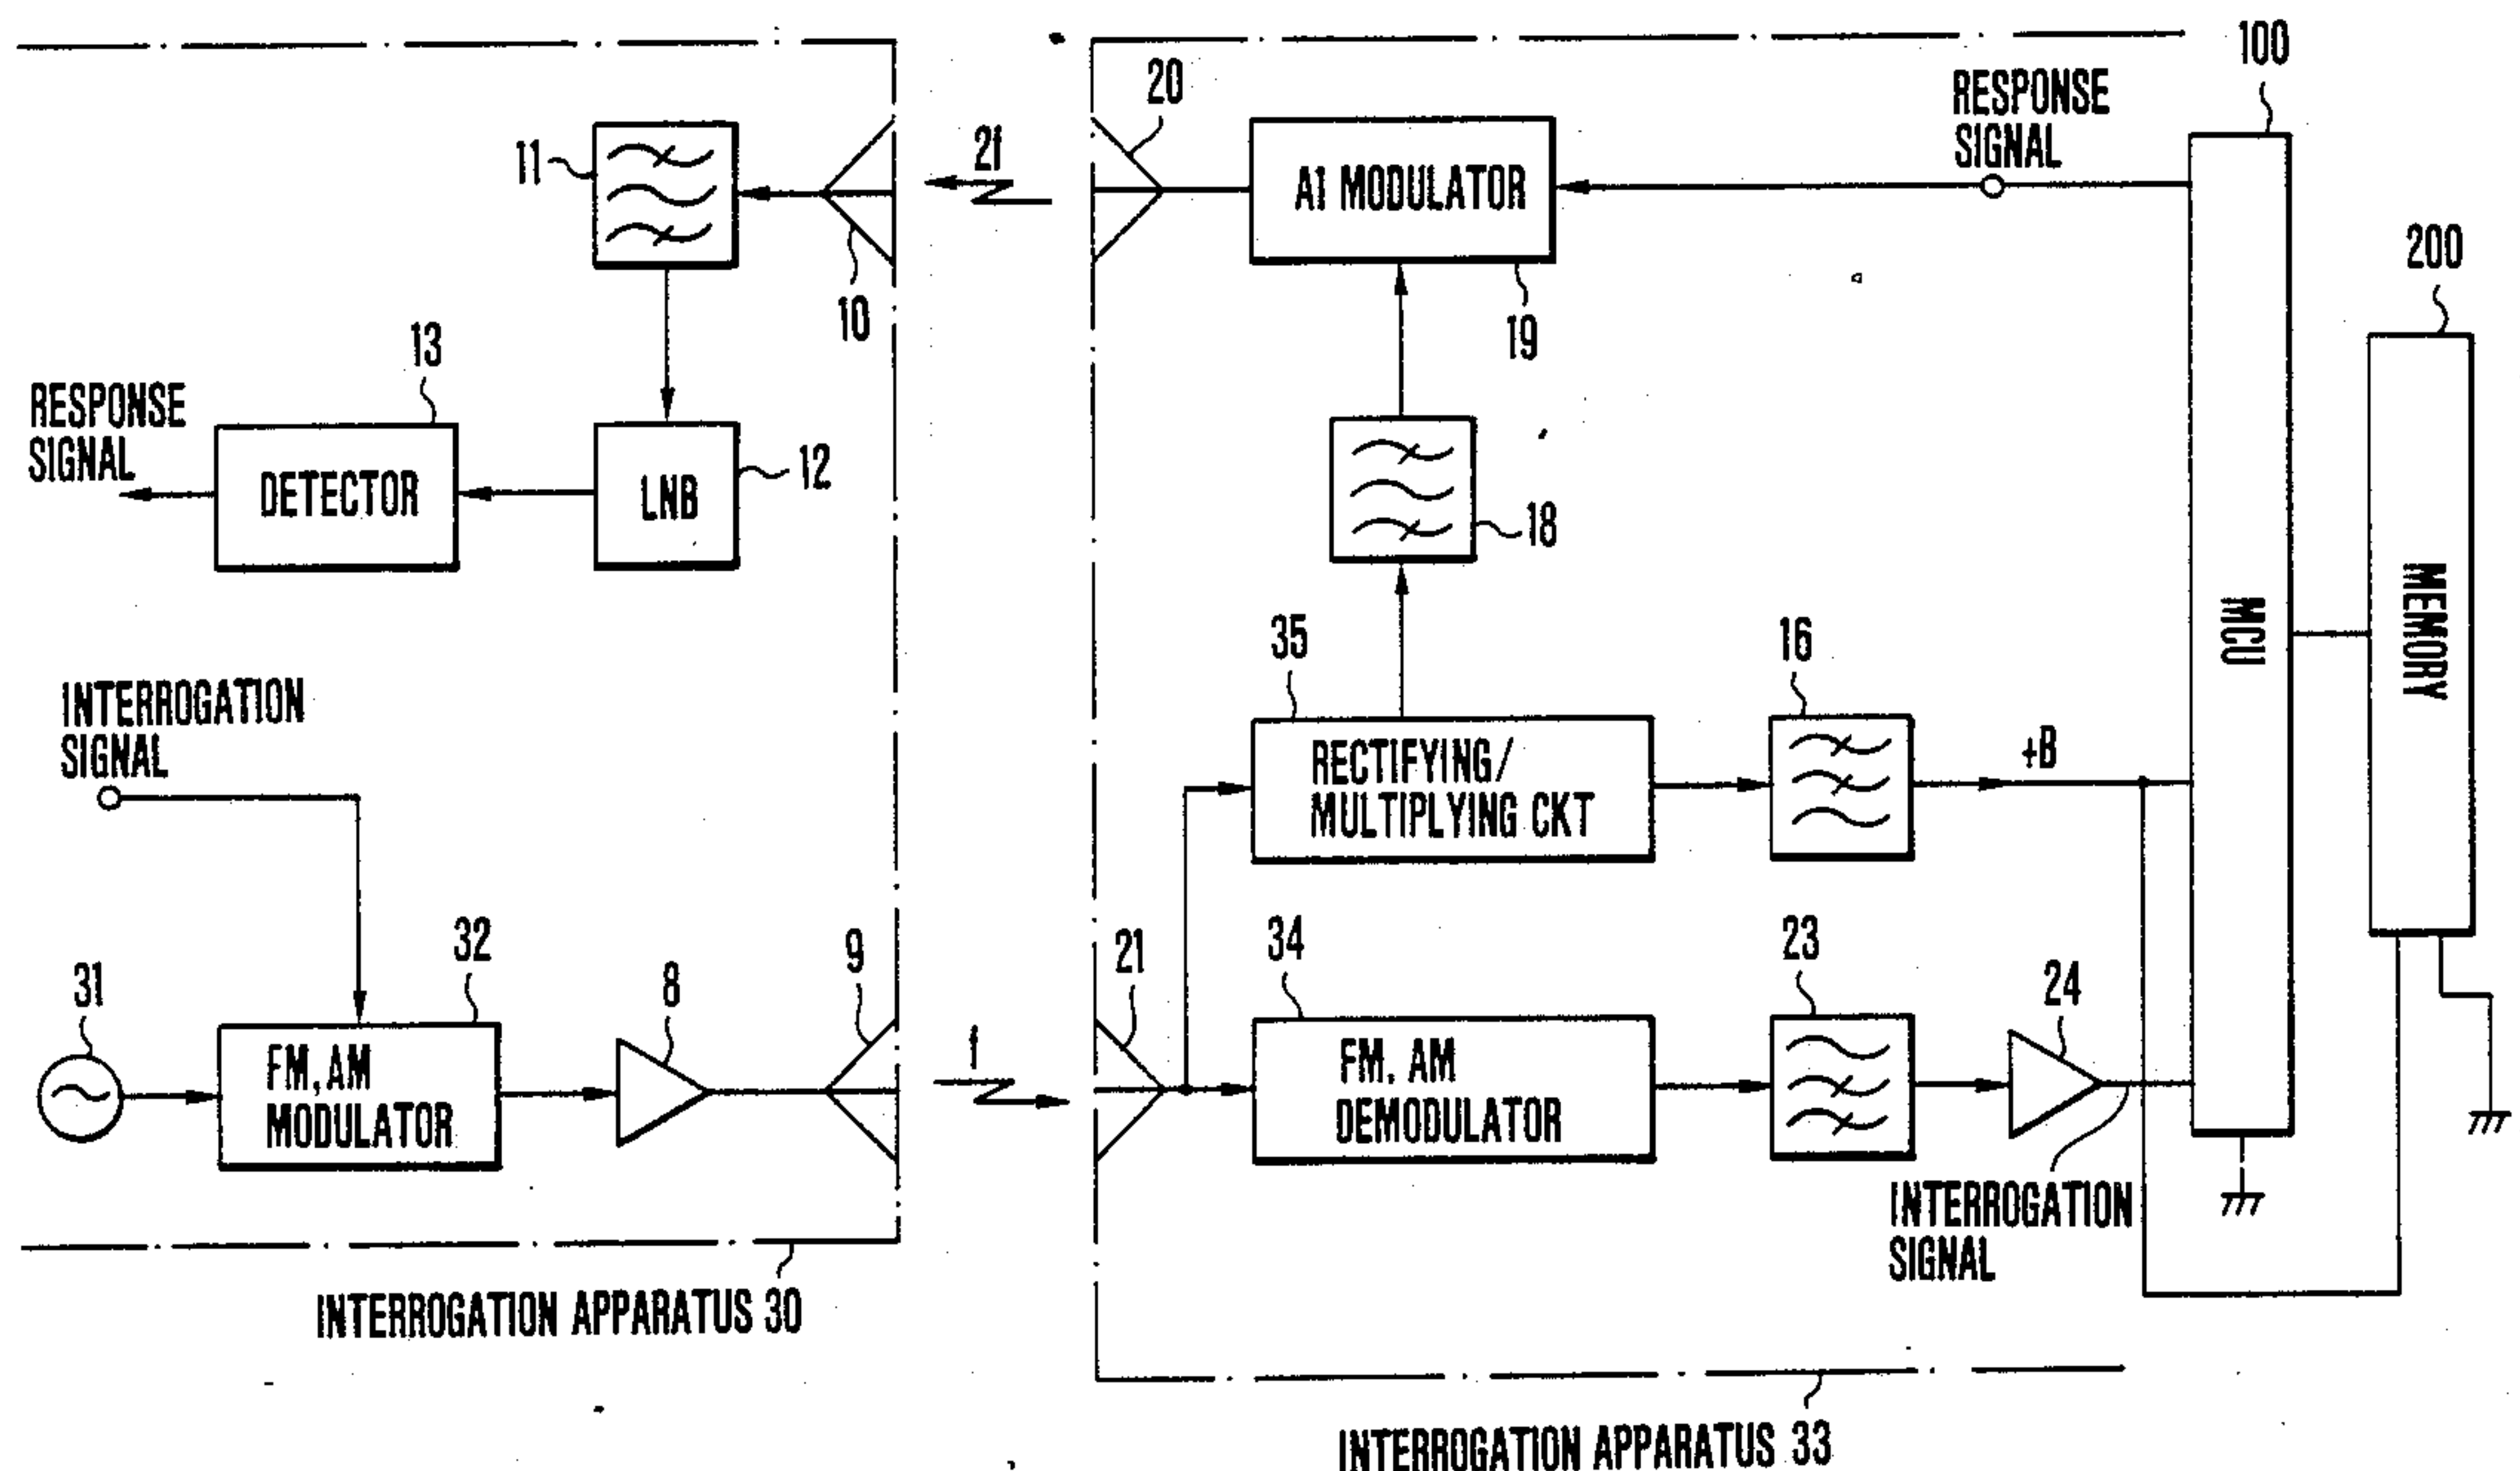 100
20
RESPONSE
SIGNAL
11
2f
A1 MODULATOR
200
10
19
13
RESPONSE
SIGNAL
DETECTOR
LNB
12
18
MCU
MEMORY
35
16
INTERROGATION
SIGNAL
+B
RECTIFYING/
MULTIPLYING CKT
32
9
21
34
23
31
8
24
f
FM, AM
MODULATOR
FM. AM
DEMODULATOR
INTERROGATION
SIGNAL
INTERROGATION APPARATUS 30
INTERROGATION APPARATUS 33